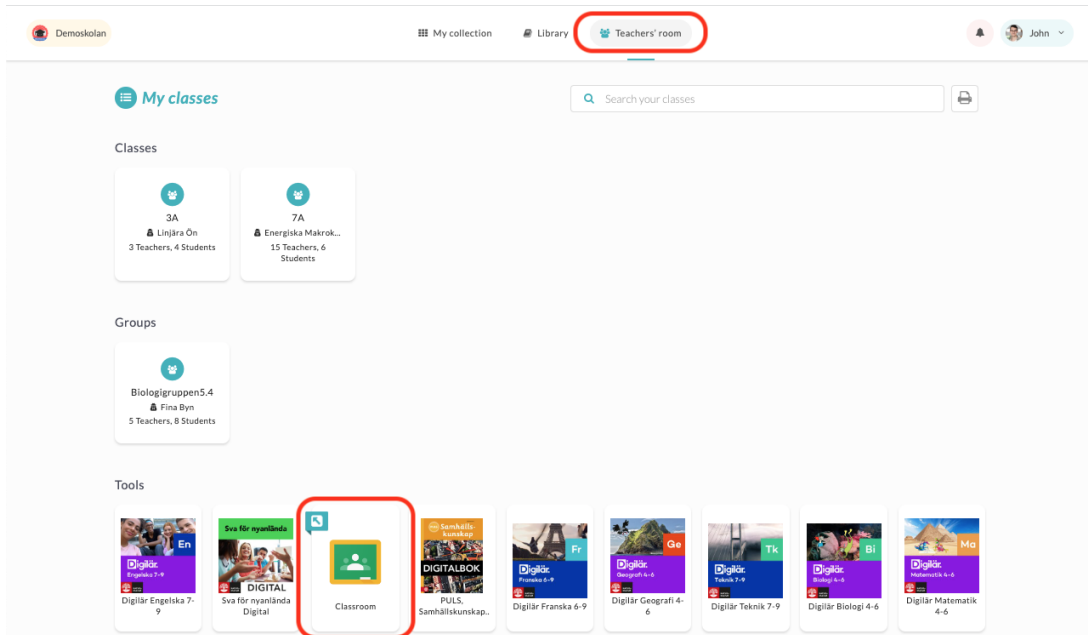 Demoskolan
My collection
Library
Teachers' room
John
My classes
Search your classes
Classes
3A
Linjära Ön
3 Teachers, 4 Students
7A
Energiska Makrok...
15 Teachers, 6
Students
Groups
Biologigruppen5.4
Fina Byn
5 Teachers, 8 Students
Tools
En
Digilär.
Engelska 7-9
Digilär Engelska 7-
9
Sva för nyanlända
DIGITAL
Sva för nyanlända
Digital
Classroom
Samhälls-
kunskap
DIGITALBOK
PULS,
Samhällskunskap..
Fr
Digilär.
Franska 6-9
Digilär Franska 6-9
Ge
Digilär.
Geografi 4-6
Digilär Geografi 4-
6
Tk
Digilär.
Teknik 7-9
Digilär Teknik 7-9
Bi
Digilär.
Biologi 4-6
Digilär Biologi 4-6
Ma
Digilär.
Matematik 4-6
Digilär Matematik
4-6